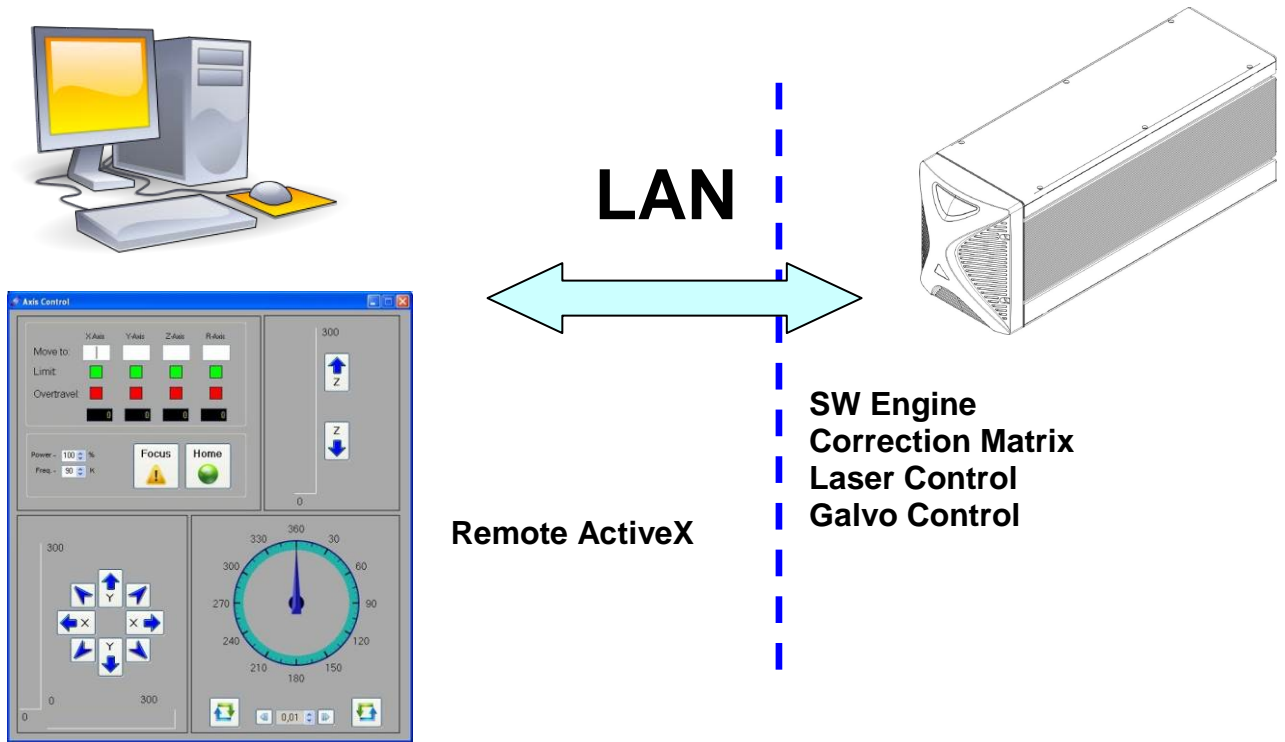 LAN
Axis Control
X-Axis Y-Axis Z-Axis R-Axis
Move to:
Limit:
Overtravel:
0 0 0 0
Power - 100 %
Freq. - 90 K
Focus Home
300
Z
Z
0
300
Y
X X
Y
0 300
0
360
330 30
300 60
270 90
240 120
210 150
180
0,01
Remote ActiveX
SW Engine
Correction Matrix
Laser Control
Galvo Control